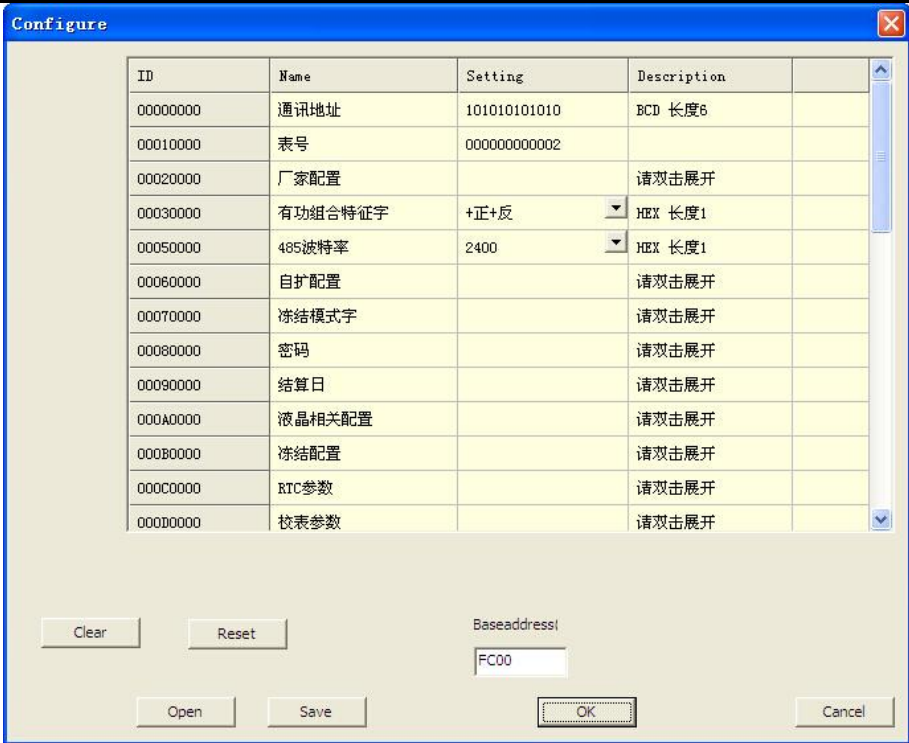 Configure
ID Name Setting Description
00000000 通讯地址 101010101010 BCD 长度6
00010000 表号 000000000002
00020000 厂家配置 请双击展开
00030000 有功组合特征字 +正+反 HEX 长度1
00050000 485波特率 2400 HEX 长度1
00060000 自扩配置 请双击展开
00070000 冻结模式字 请双击展开
00080000 密码 请双击展开
00090000 结算日 请双击展开
000A0000 液晶相关配置 请双击展开
000B0000 冻结配置 请双击展开
000C0000 RTC参数 请双击展开
000D0000 校表参数 请双击展开
Clear Reset Baseaddress(
FC00
Open Save OK Cancel